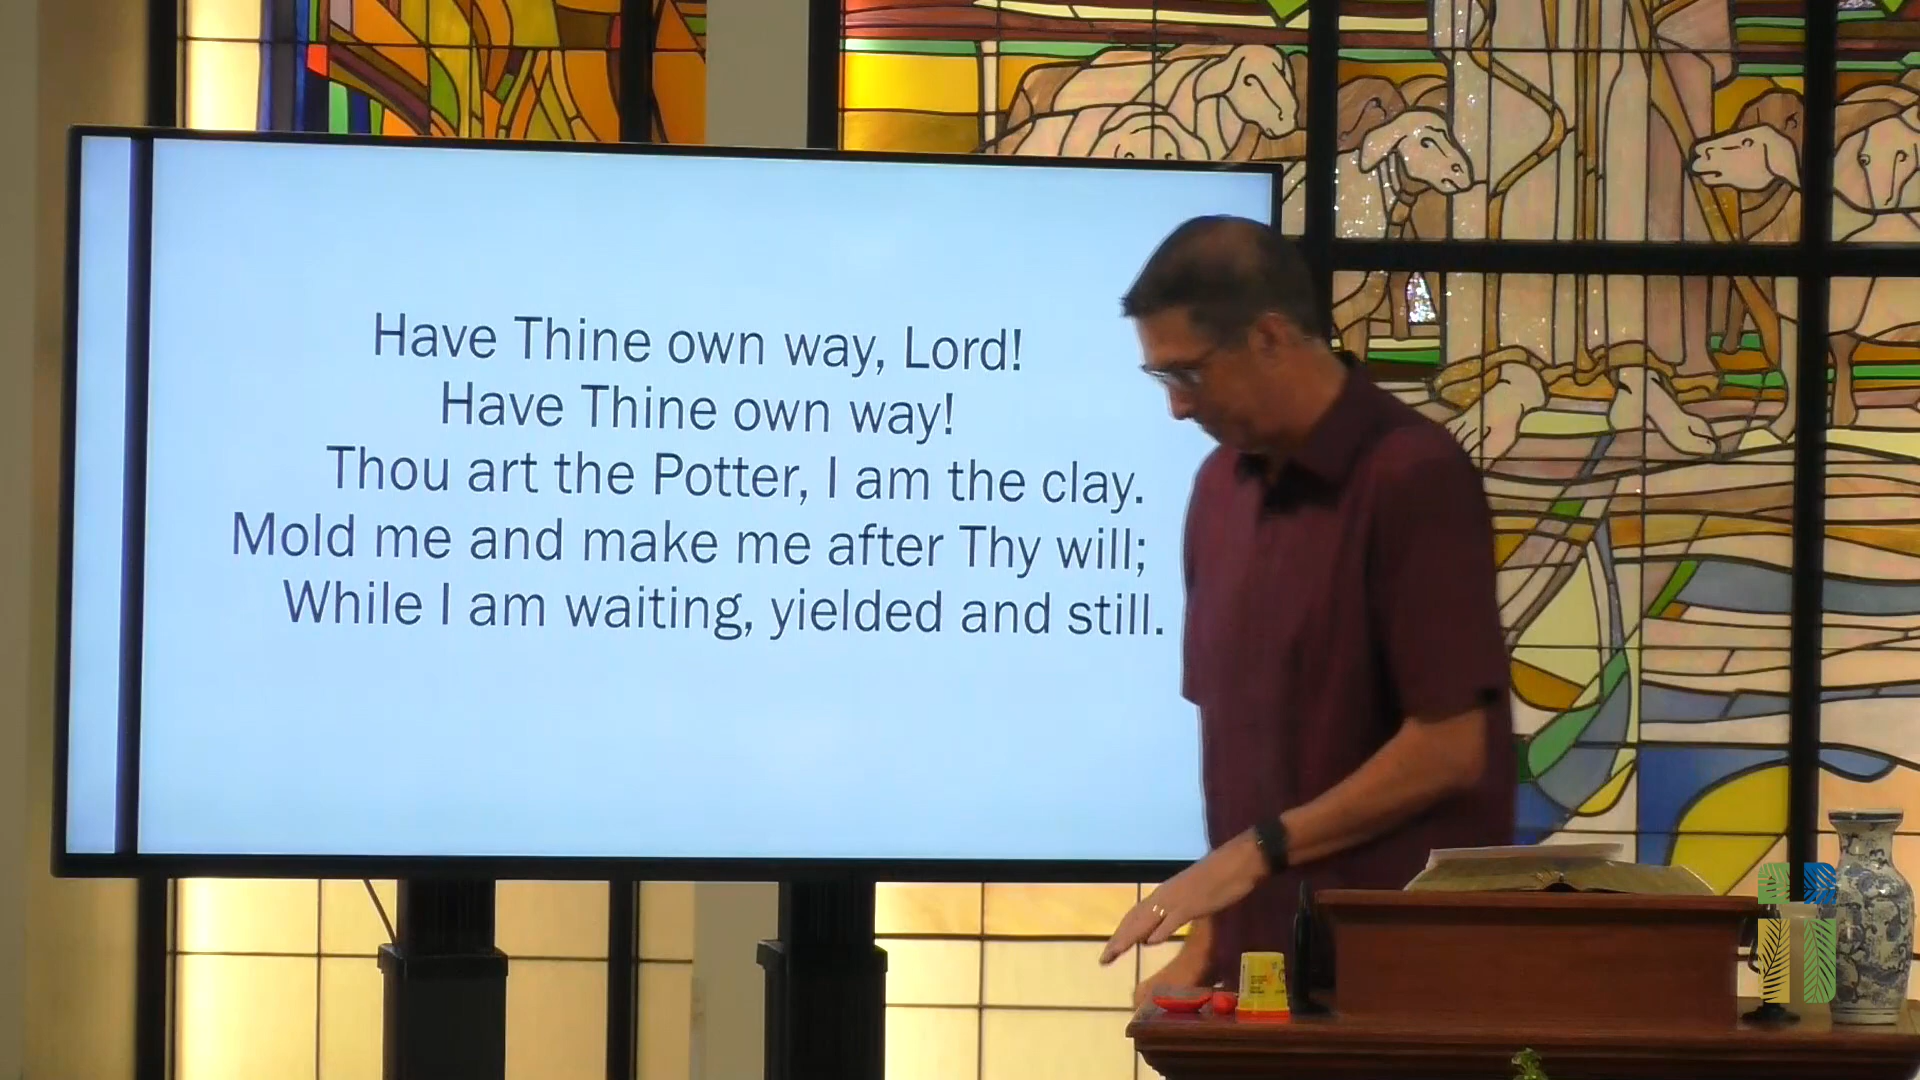 Have Thine own way, Lord!
Have Thine own way!
Thou art the Potter, I am the clay.
Mold me and make me after Thy will;
While I am waiting, yielded and still.